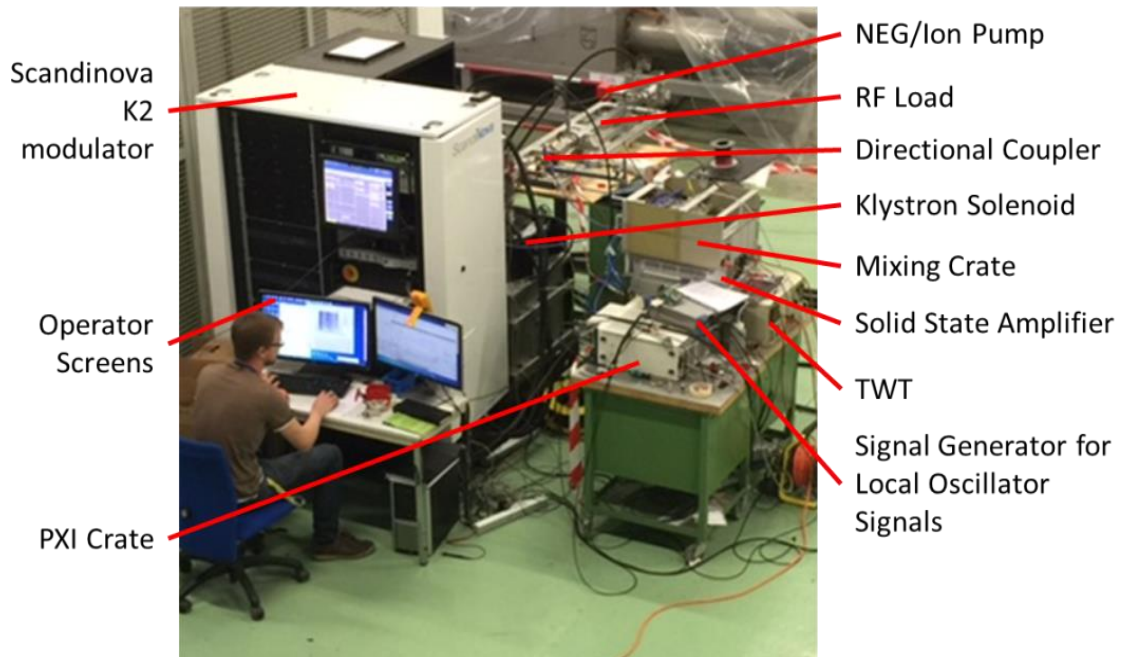 Scandinova
K2
modulator
Operator
Screens
PXI Crate
NEG/Ion Pump
RF Load
Directional Coupler
Klystron Solenoid
Mixing Crate
Solid State Amplifier
TWT
Signal Generator for
Local Oscillator
Signals
ScandiNova